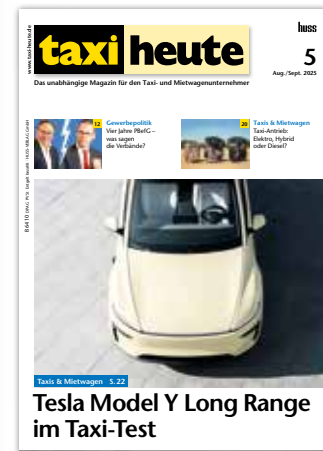 www.taxi-heute.de
huss
taxi heute
5
Aug./Sept. 2025
Das unabhängige Magazin für den Taxi- und Mietwagenunternehmer
12
Gewerbepolitik
Vier Jahre PBefG –
was sagen
die Verbände?
20
Taxis & Mietwagen
Taxi-Antrieb:
Elektro, Hybrid
oder Diesel?
Taxis & Mietwagen S. 22
Tesla Model Y Long Range
im Taxi-Test